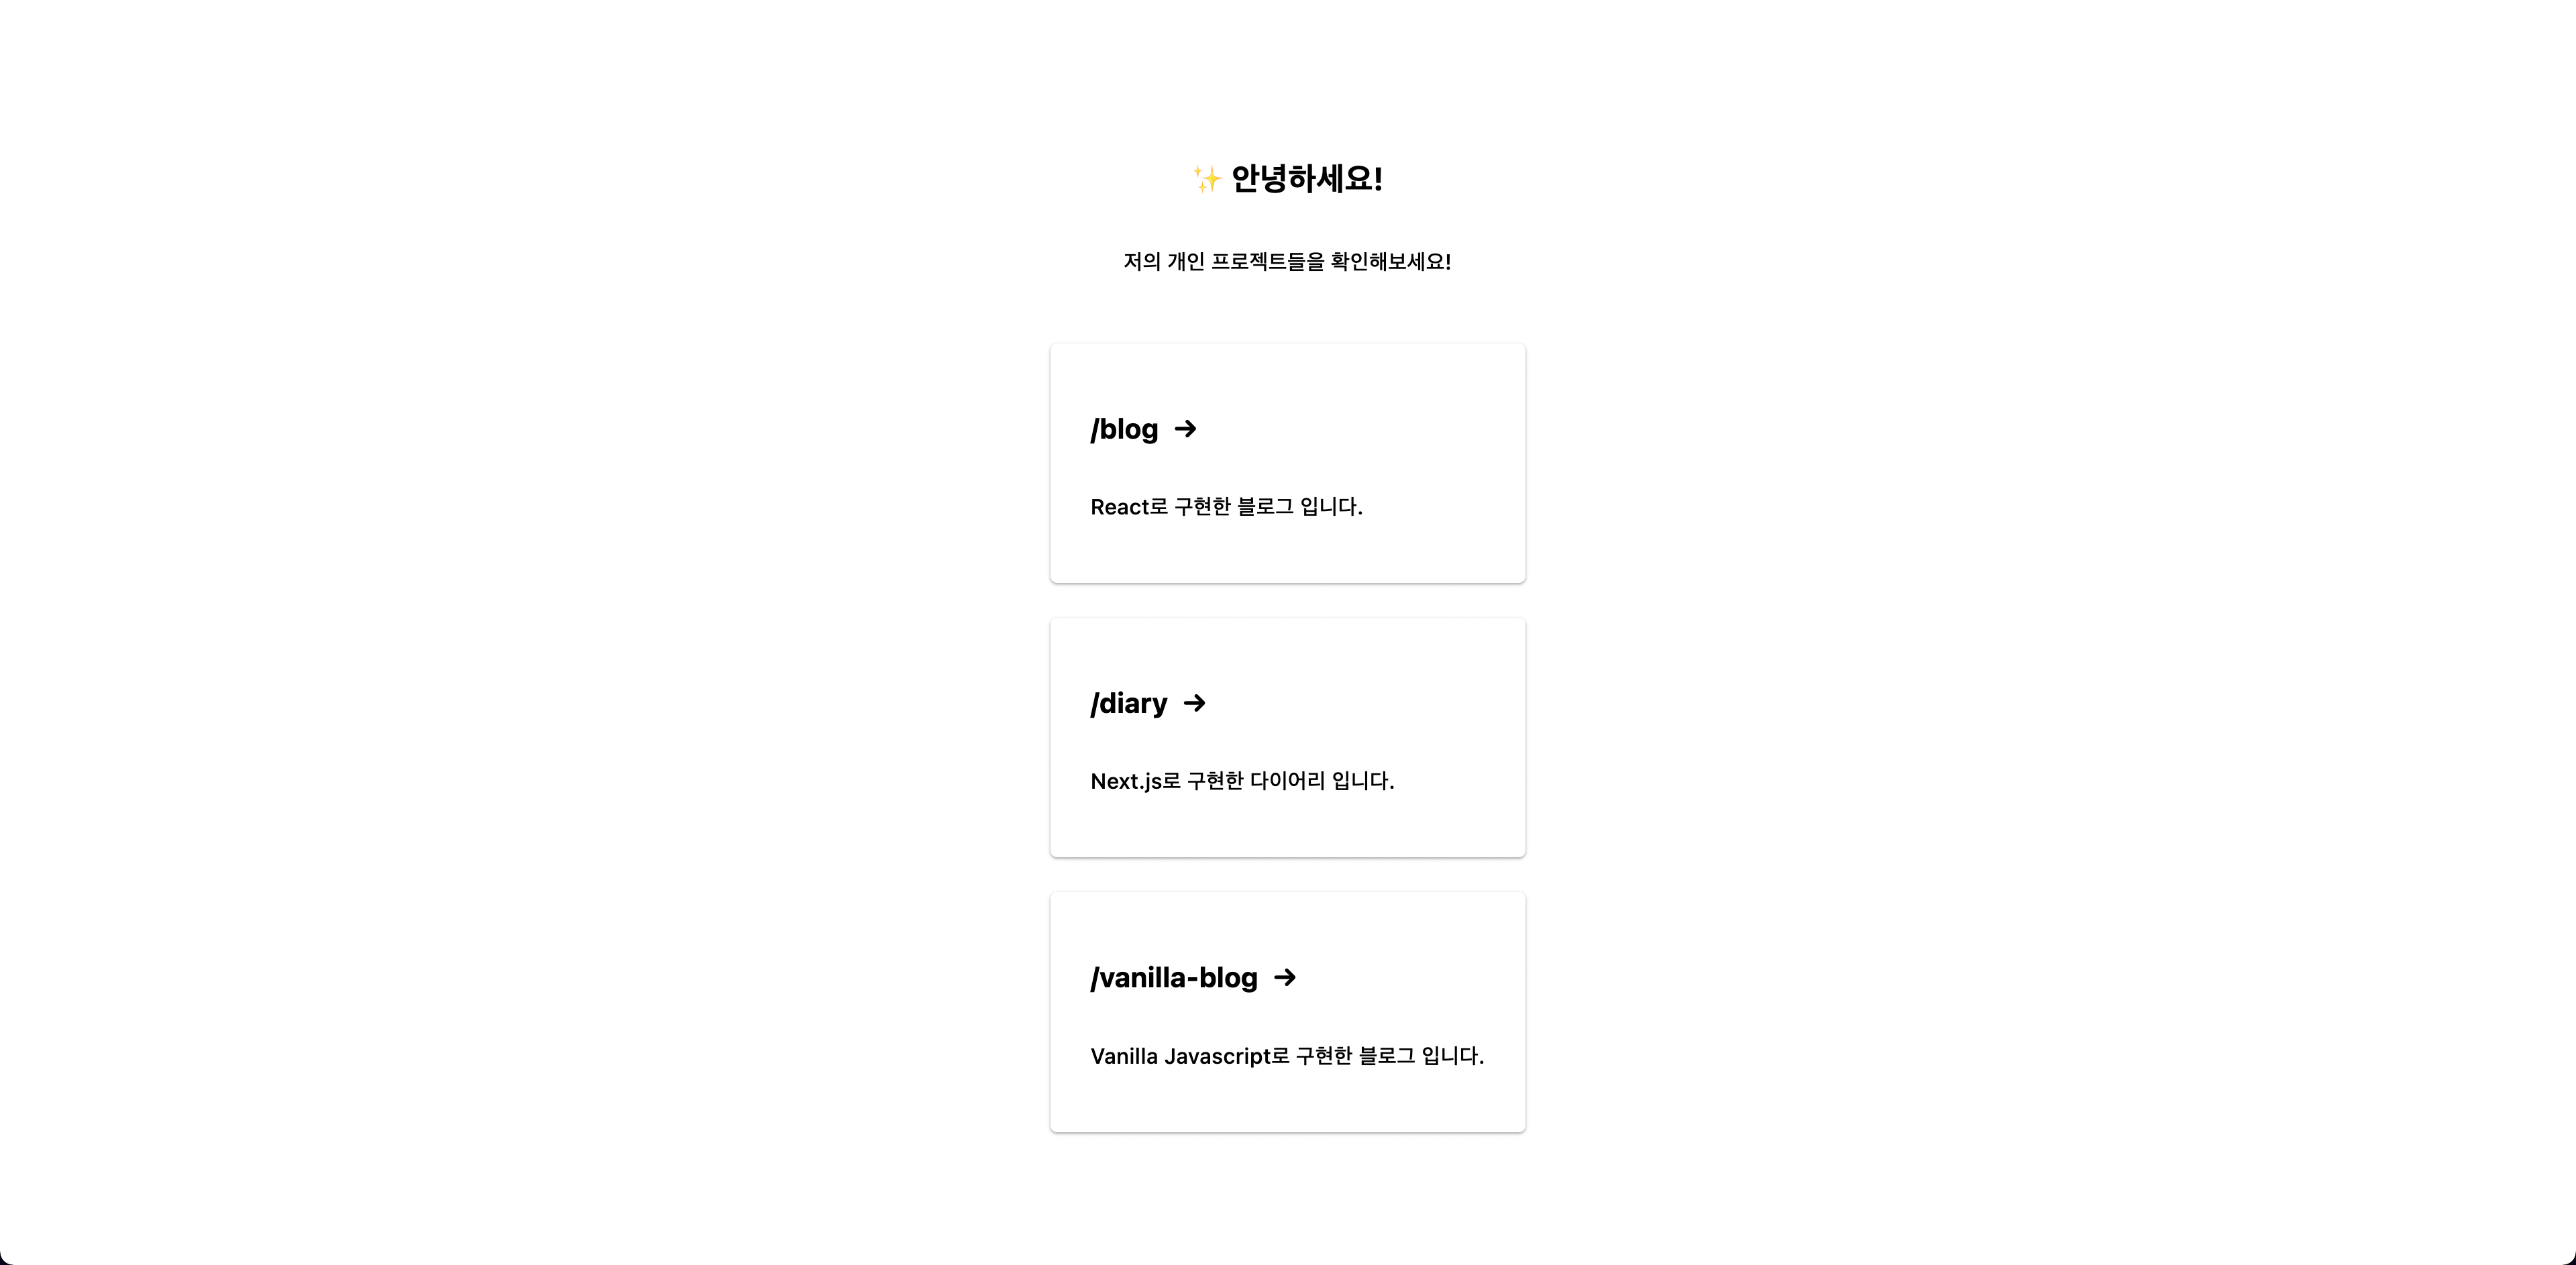 ✨ 안녕하세요!
저의 개인 프로젝트들을 확인해보세요!
/blog →
React로 구현한 블로그 입니다.
/diary →
Next.js로 구현한 다이어리 입니다.
/vanilla-blog →
Vanilla Javascript로 구현한 블로그 입니다.